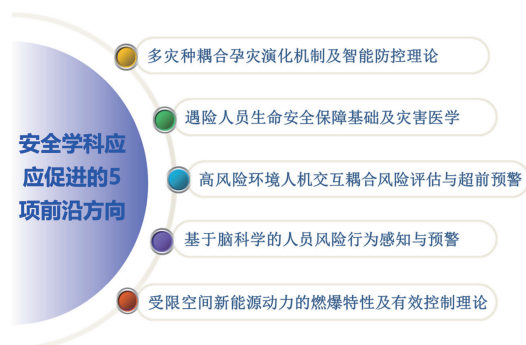 安全学科应
应促进的5
项前沿方向
多灾种耦合孕灾演化机制及智能防控理论
遇险人员生命安全保障基础及灾害医学
高风险环境人机交互耦合风险评估与超前预警
基于脑科学的人员风险行为感知与预警
受限空间新能源动力的燃爆特性及有效控制理论